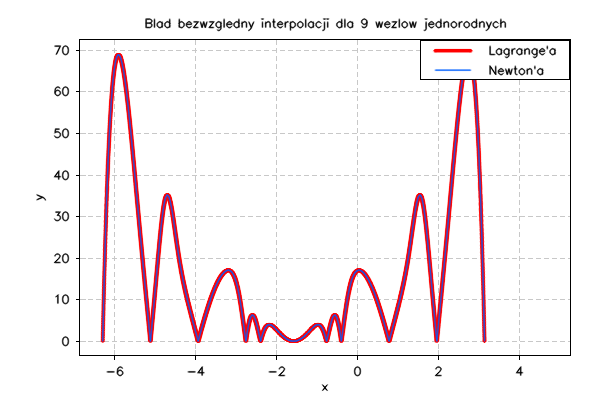 Blad bezwzgledny interpolacji dla 9 wezlow jednorodnych
Lagrange'a
Newton'a
70
60
50
40
30
20
10
0
y
−6 −4 −2 0 2 4
x